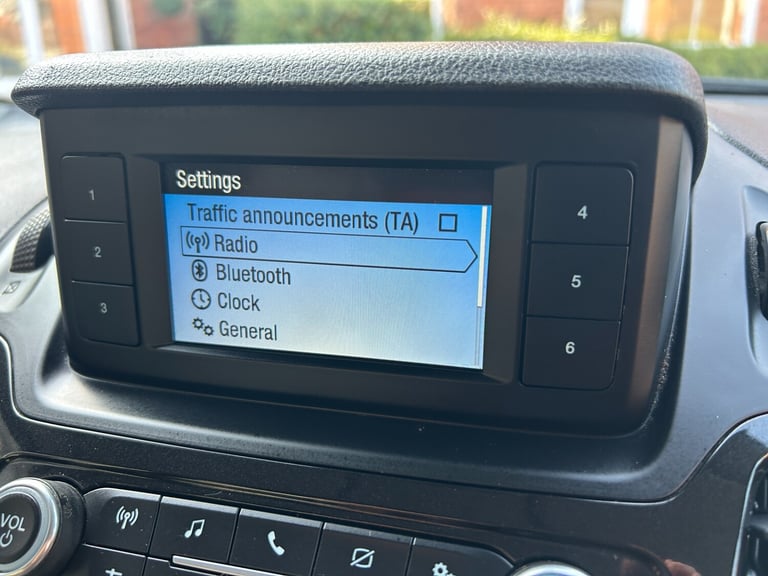 Settings
Traffic announcements (TA)
Radio
Bluetooth
Clock
General
1
2
3
4
5
6
VOL